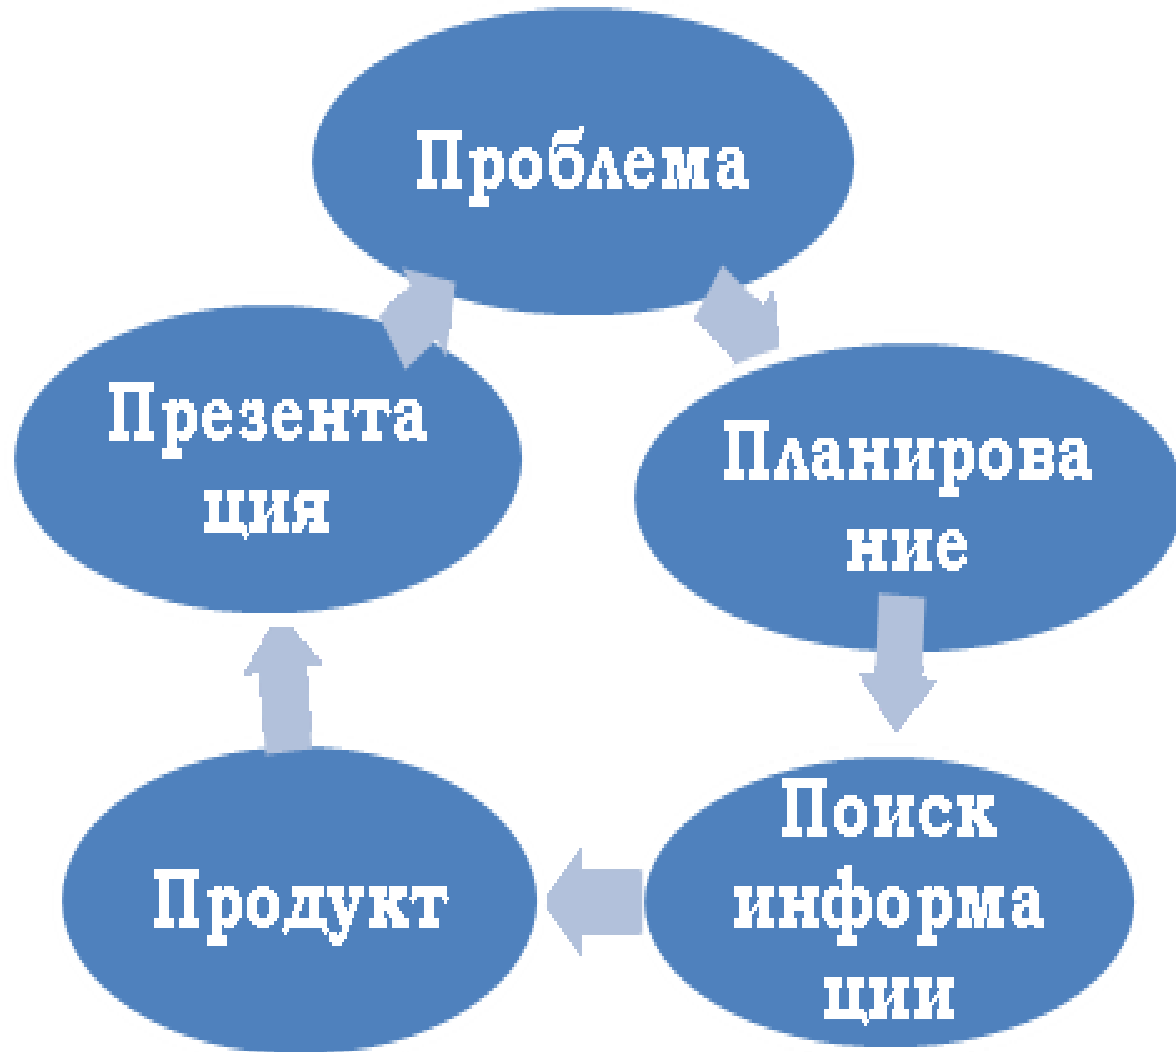 Проблема
Планирова
ние
Поиск
информа
ции
Продукт
Презента
ция